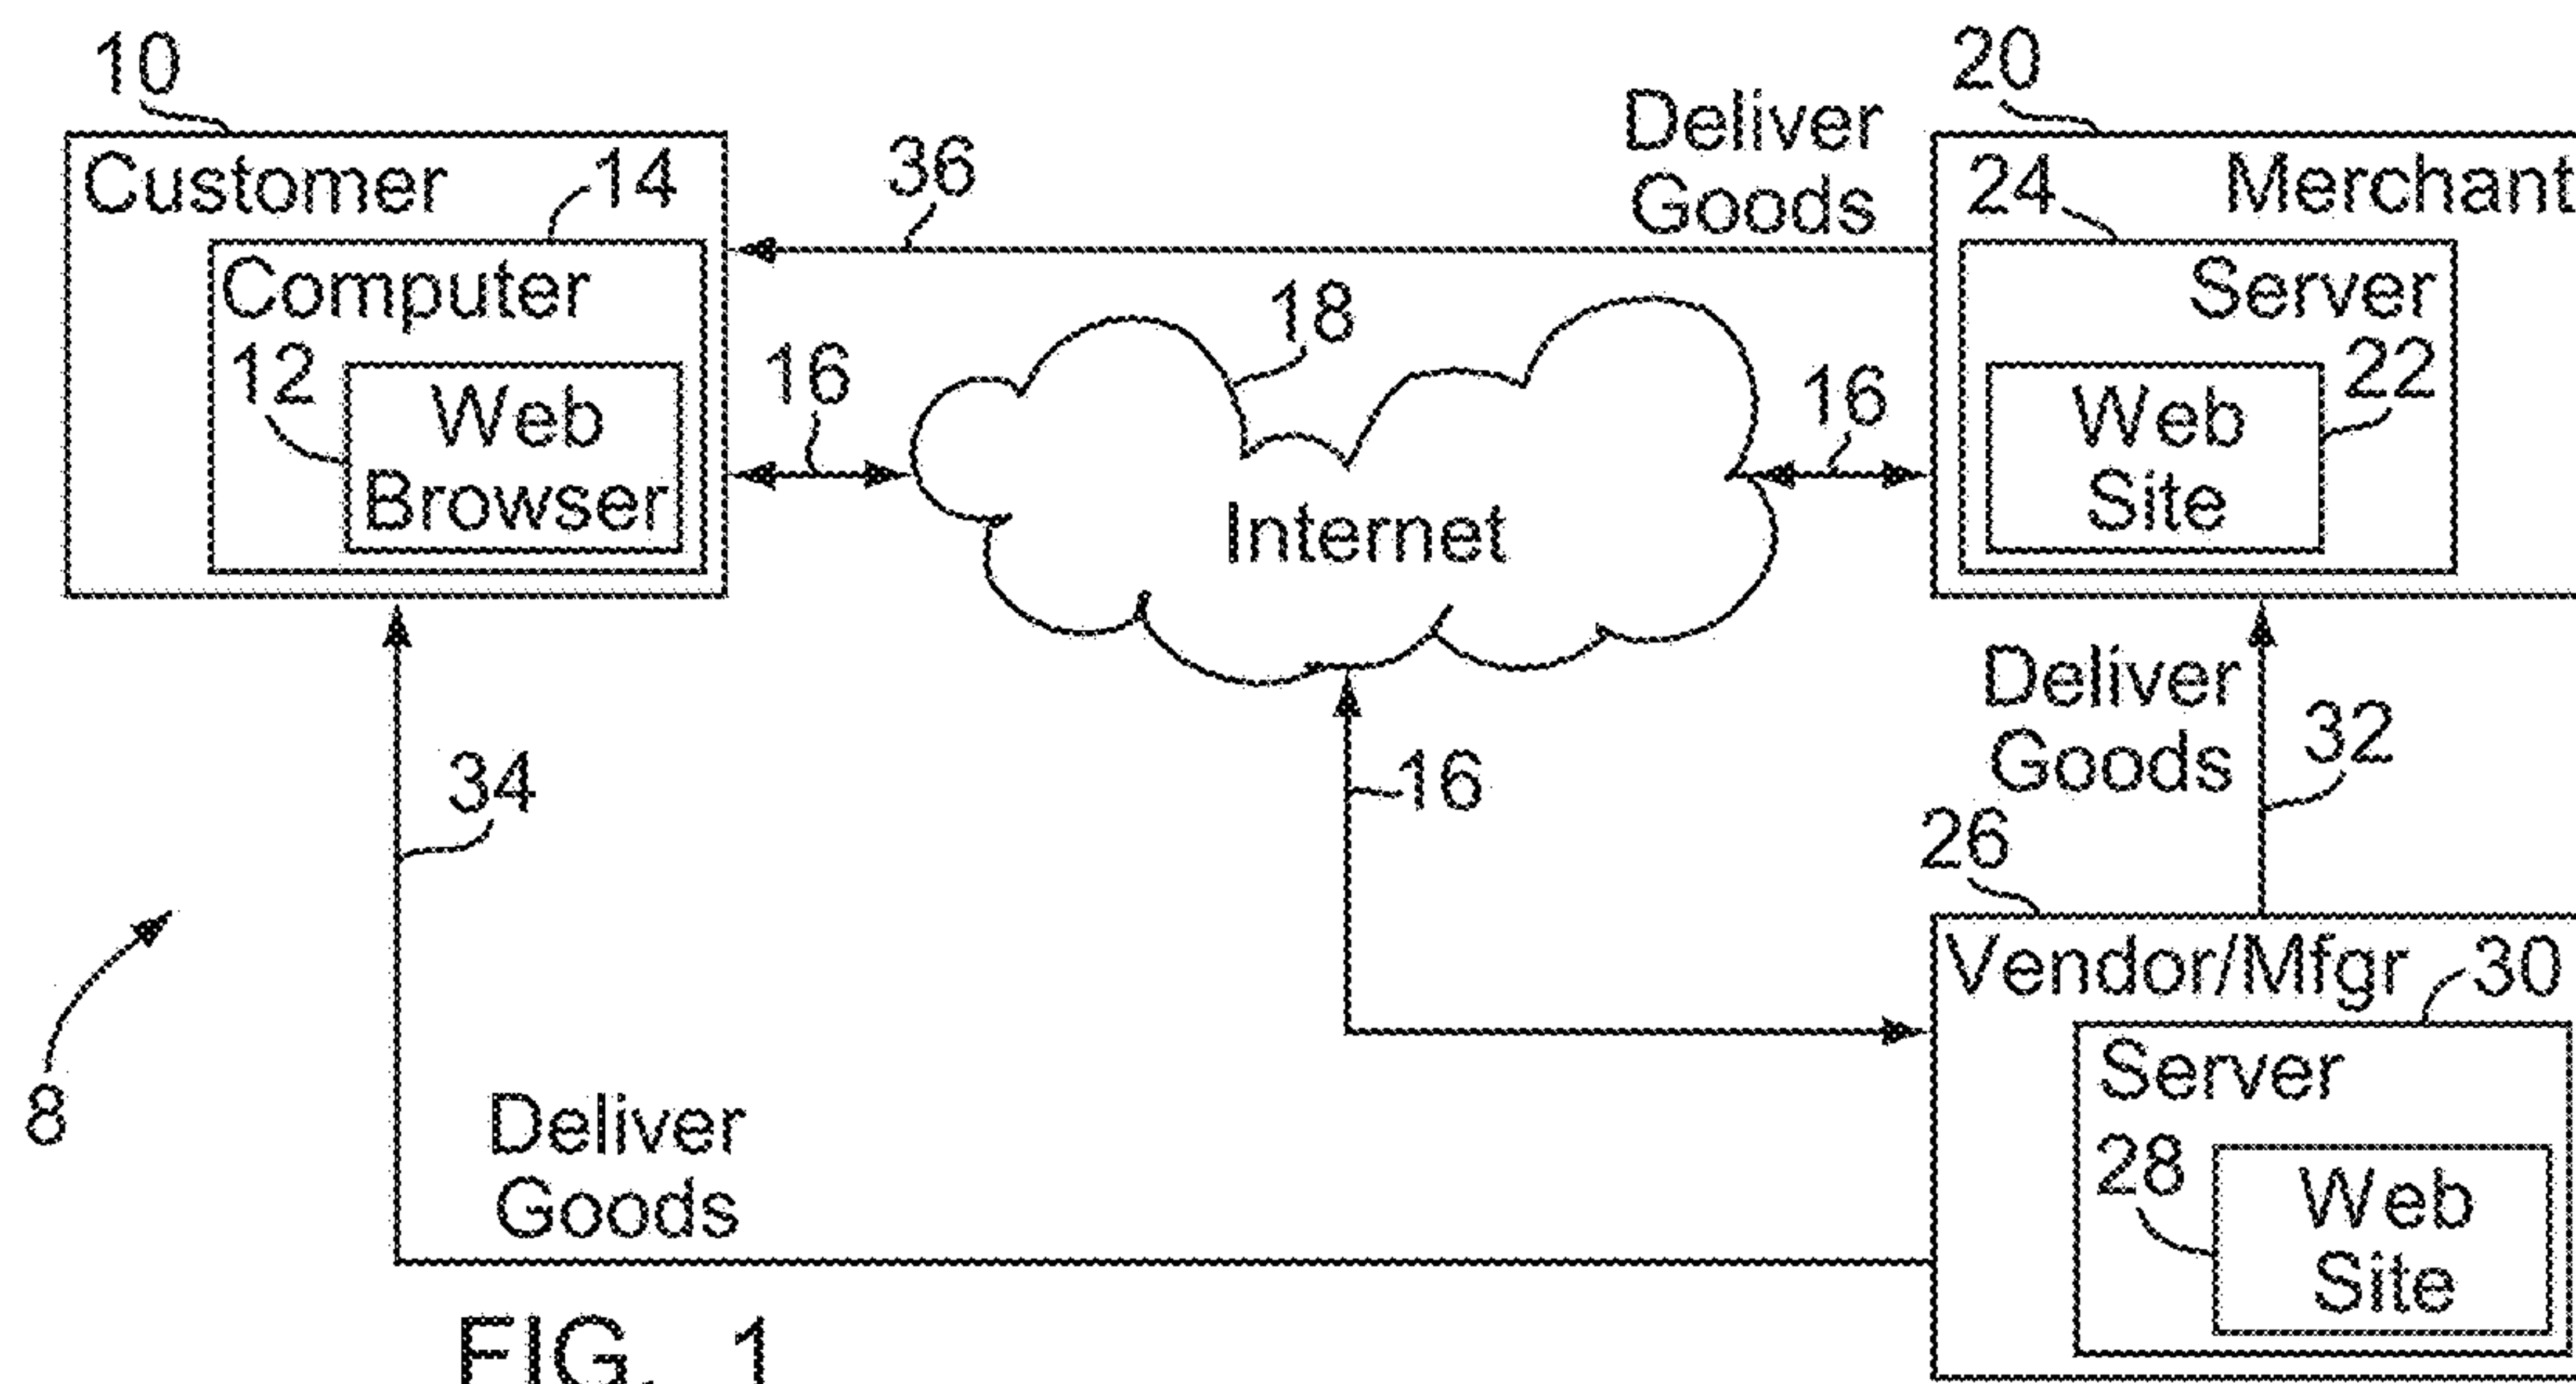 10
Customer
14
Computer
12
Web
Browser
36
Deliver
Goods
20
24
Merchant
Server
22
Web
Site
16
18
Internet
16
16
34
Deliver
Goods
32
26
Vendor/Mfgr
30
Server
28
Web
Site
8
Deliver
Goods
FIG. 1